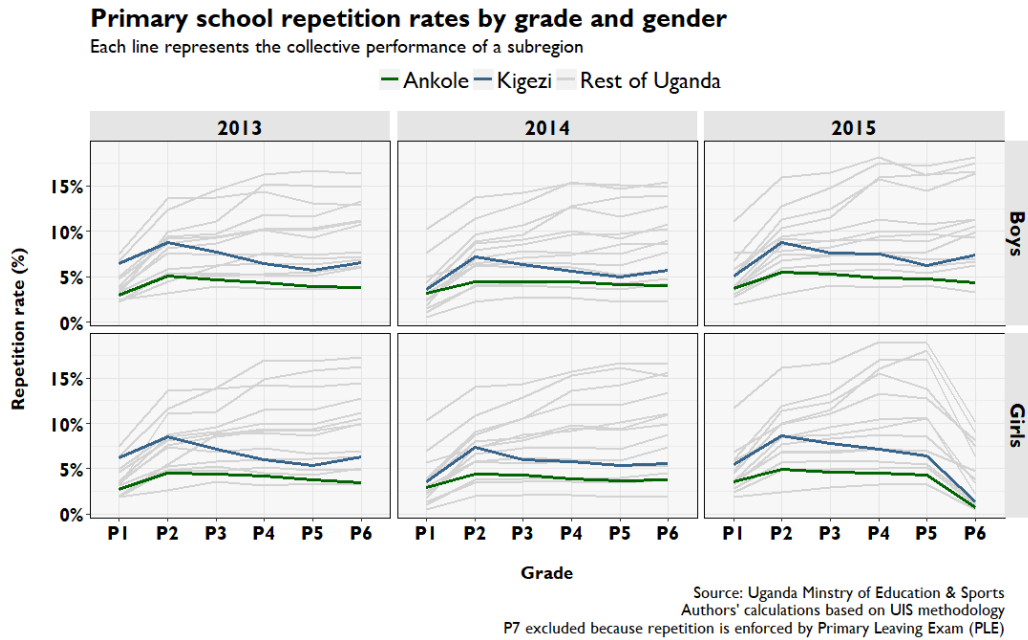 Primary school repetition rates by grade and gender
Each line represents the collective performance of a subregion
Ankole Kigezi Rest of Uganda
2013 2014 2015
15%
10%
5%
0%
Boys
15%
10%
5%
0%
Girls
Repetition rate (%)
P1 P2 P3 P4 P5 P6 P1 P2 P3 P4 P5 P6 P1 P2 P3 P4 P5 P6
Grade
Source: Uganda Minstry of Education & Sports
Authors' calculations based on UIS methodology
P7 excluded because repetition is enforced by Primary Leaving Exam (PLE)